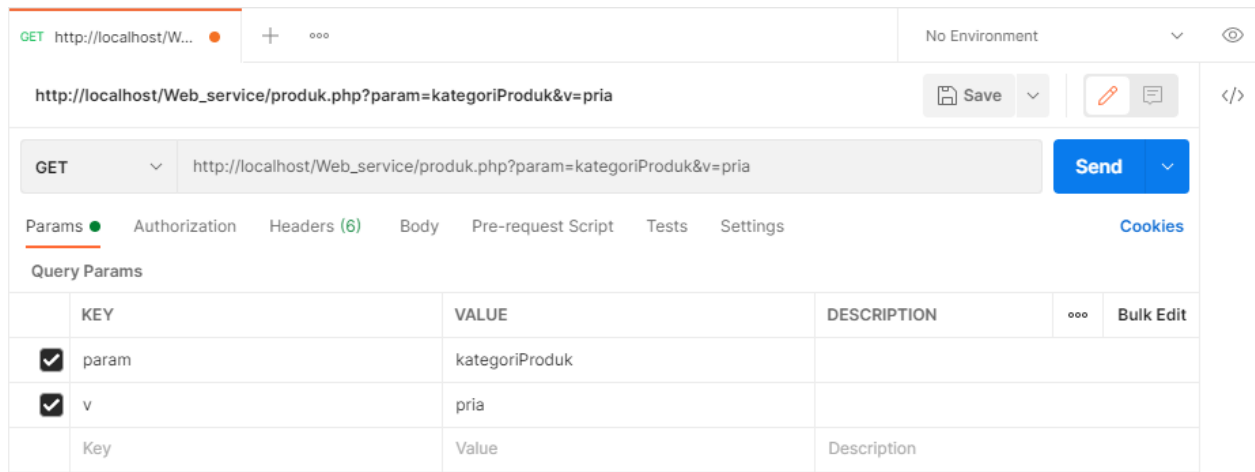 GET http://localhost/W... No Environment
http://localhost/Web_service/produk.php?param=kategoriProduk&v=pria Save
GET http://localhost/Web_service/produk.php?param=kategoriProduk&v=pria Send
Params Authorization Headers (6) Body Pre-request Script Tests Settings Cookies
Query Params
KEY VALUE DESCRIPTION Bulk Edit
param kategoriProduk
v pria
Key Value Description